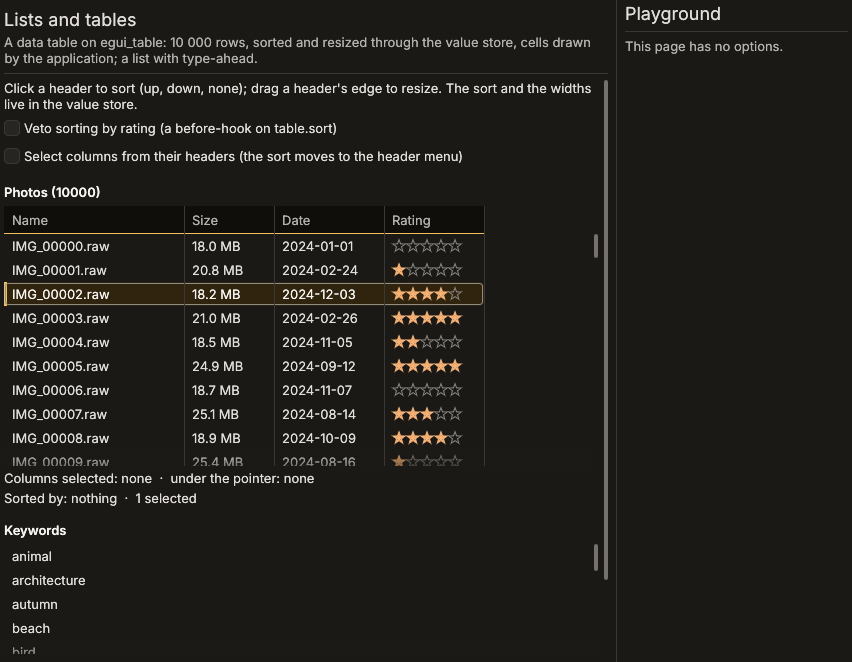 Lists and tables
A data table on egui_table: 10 000 rows, sorted and resized through the value store, cells drawn
by the application; a list with type-ahead.
Click a header to sort (up, down, none); drag a header's edge to resize. The sort and the widths
live in the value store.
Veto sorting by rating (a before-hook on table.sort)
Select columns from their headers (the sort moves to the header menu)
Photos (10000)
Name Size Date Rating
IMG_00000.raw 18.0 MB 2024-01-01 ☆☆☆☆☆
IMG_00001.raw 20.8 MB 2024-02-24 ★☆☆☆☆
IMG_00002.raw 18.2 MB 2024-12-03 ★★★★☆
IMG_00003.raw 21.0 MB 2024-02-26 ★★★★★
IMG_00004.raw 18.5 MB 2024-11-05 ★★☆☆☆
IMG_00005.raw 24.9 MB 2024-09-12 ★★★★★
IMG_00006.raw 18.7 MB 2024-11-07 ☆☆☆☆☆
IMG_00007.raw 25.1 MB 2024-08-14 ★★★☆☆
IMG_00008.raw 18.9 MB 2024-10-09 ★★★★☆
IMG_00009.raw 25.4 MB 2024-08-16 ★☆☆☆☆
Columns selected: none · under the pointer: none
Sorted by: nothing · 1 selected
Keywords
animal
architecture
autumn
beach
bird
Playground
This page has no options.